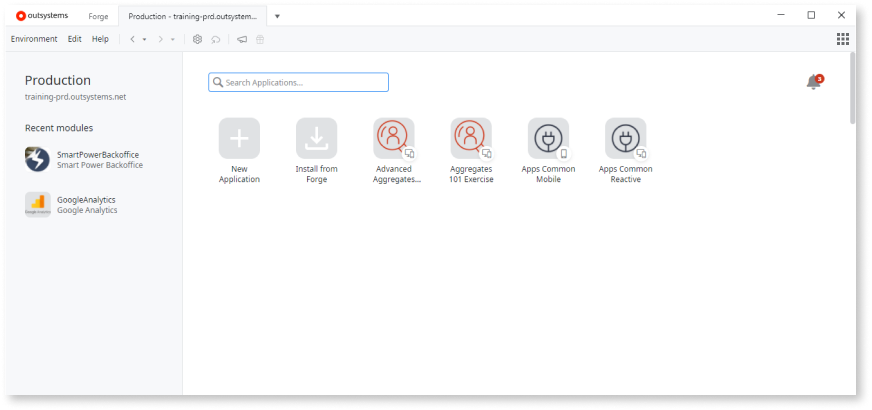 outsystems
Forge
Production - training-prd.outsystem...
Environment
Edit
Help
Production
training-prd.outsystems.net
Recent modules
SmartPowerBackoffice
Smart Power Backoffice
GoogleAnalytics
Google Analytics
Search Applications...
3
New
Application
Install from
Forge
Advanced
Aggregates...
Aggregates
101 Exercise
Apps Common
Mobile
Apps Common
Reactive